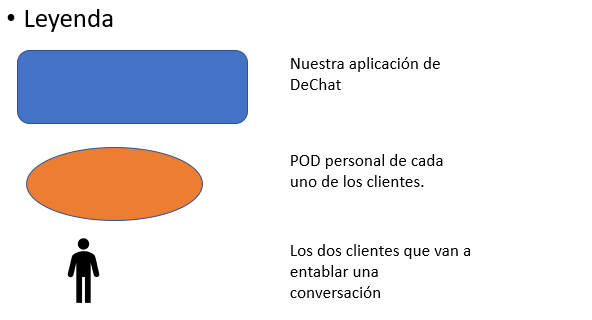 • Leyenda
Nuestra aplicación de
DeChat
POD personal de cada
uno de los clientes.
Los dos clientes que van a
entablar una
conversación